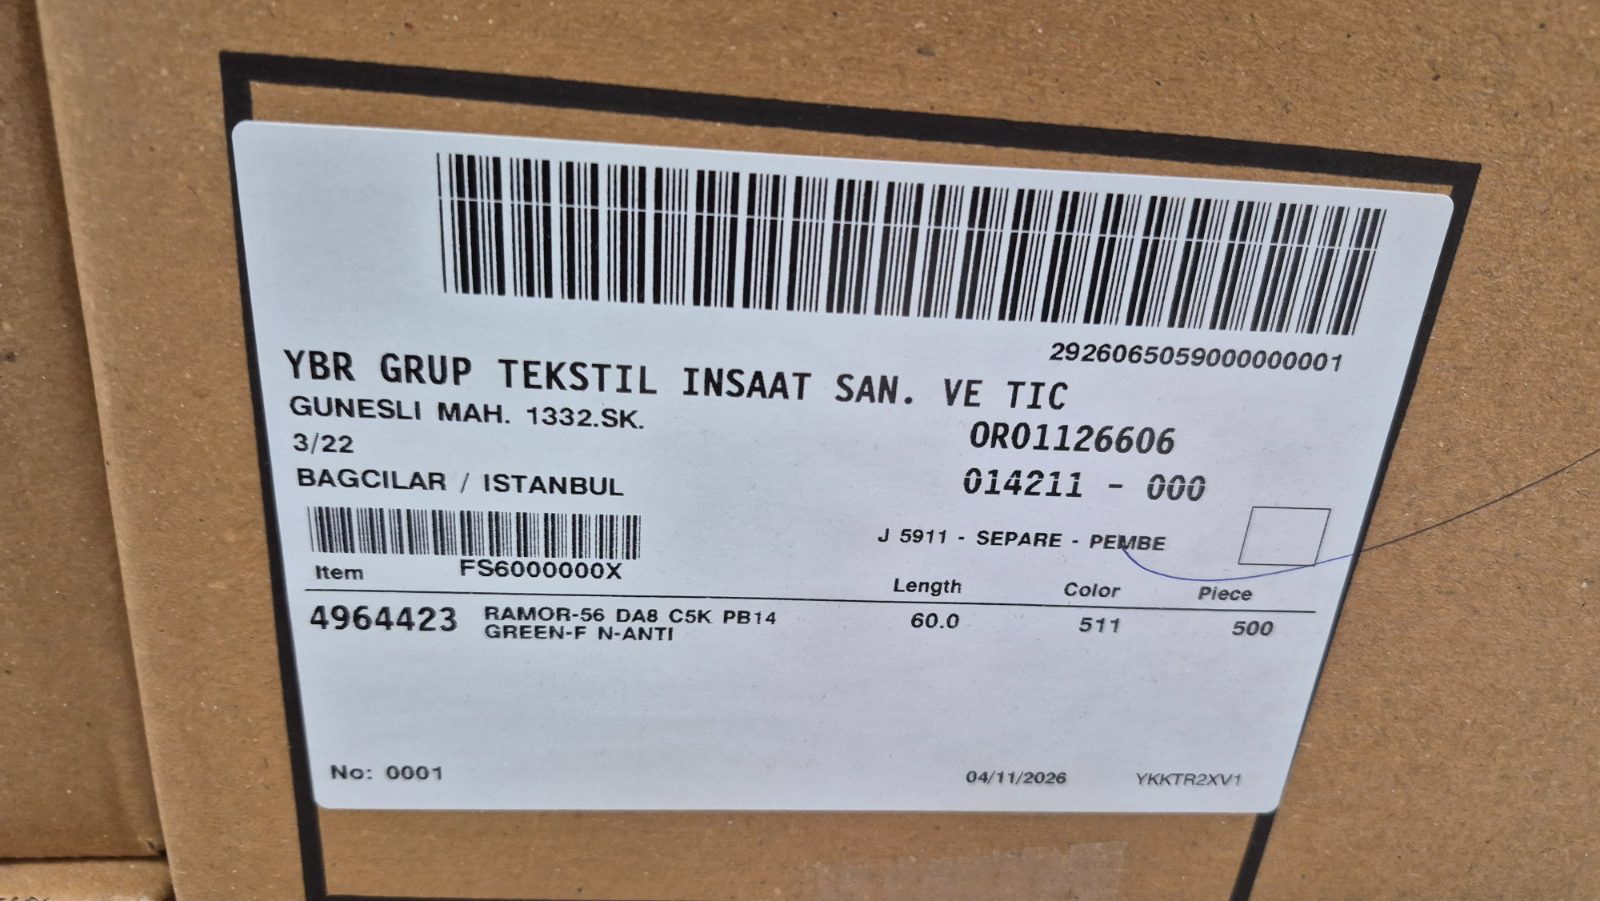 2926065059000000001
YBR GRUP TEKSTIL INSAAT SAN. VE TIC
GUNESLI MAH. 1332.SK.
3/22
BAGCILAR / ISTANBUL
OR01126606
014211 - 000
J 5911 - SEPARE - PEMBE
FS6000000X
Item Length Color Piece
4964423 RAMOR-56 DA8 C5K PB14 60.0 511 500
GREEN-F N-ANTI
No: 0001 04/11/2026 YKKTR2XV1